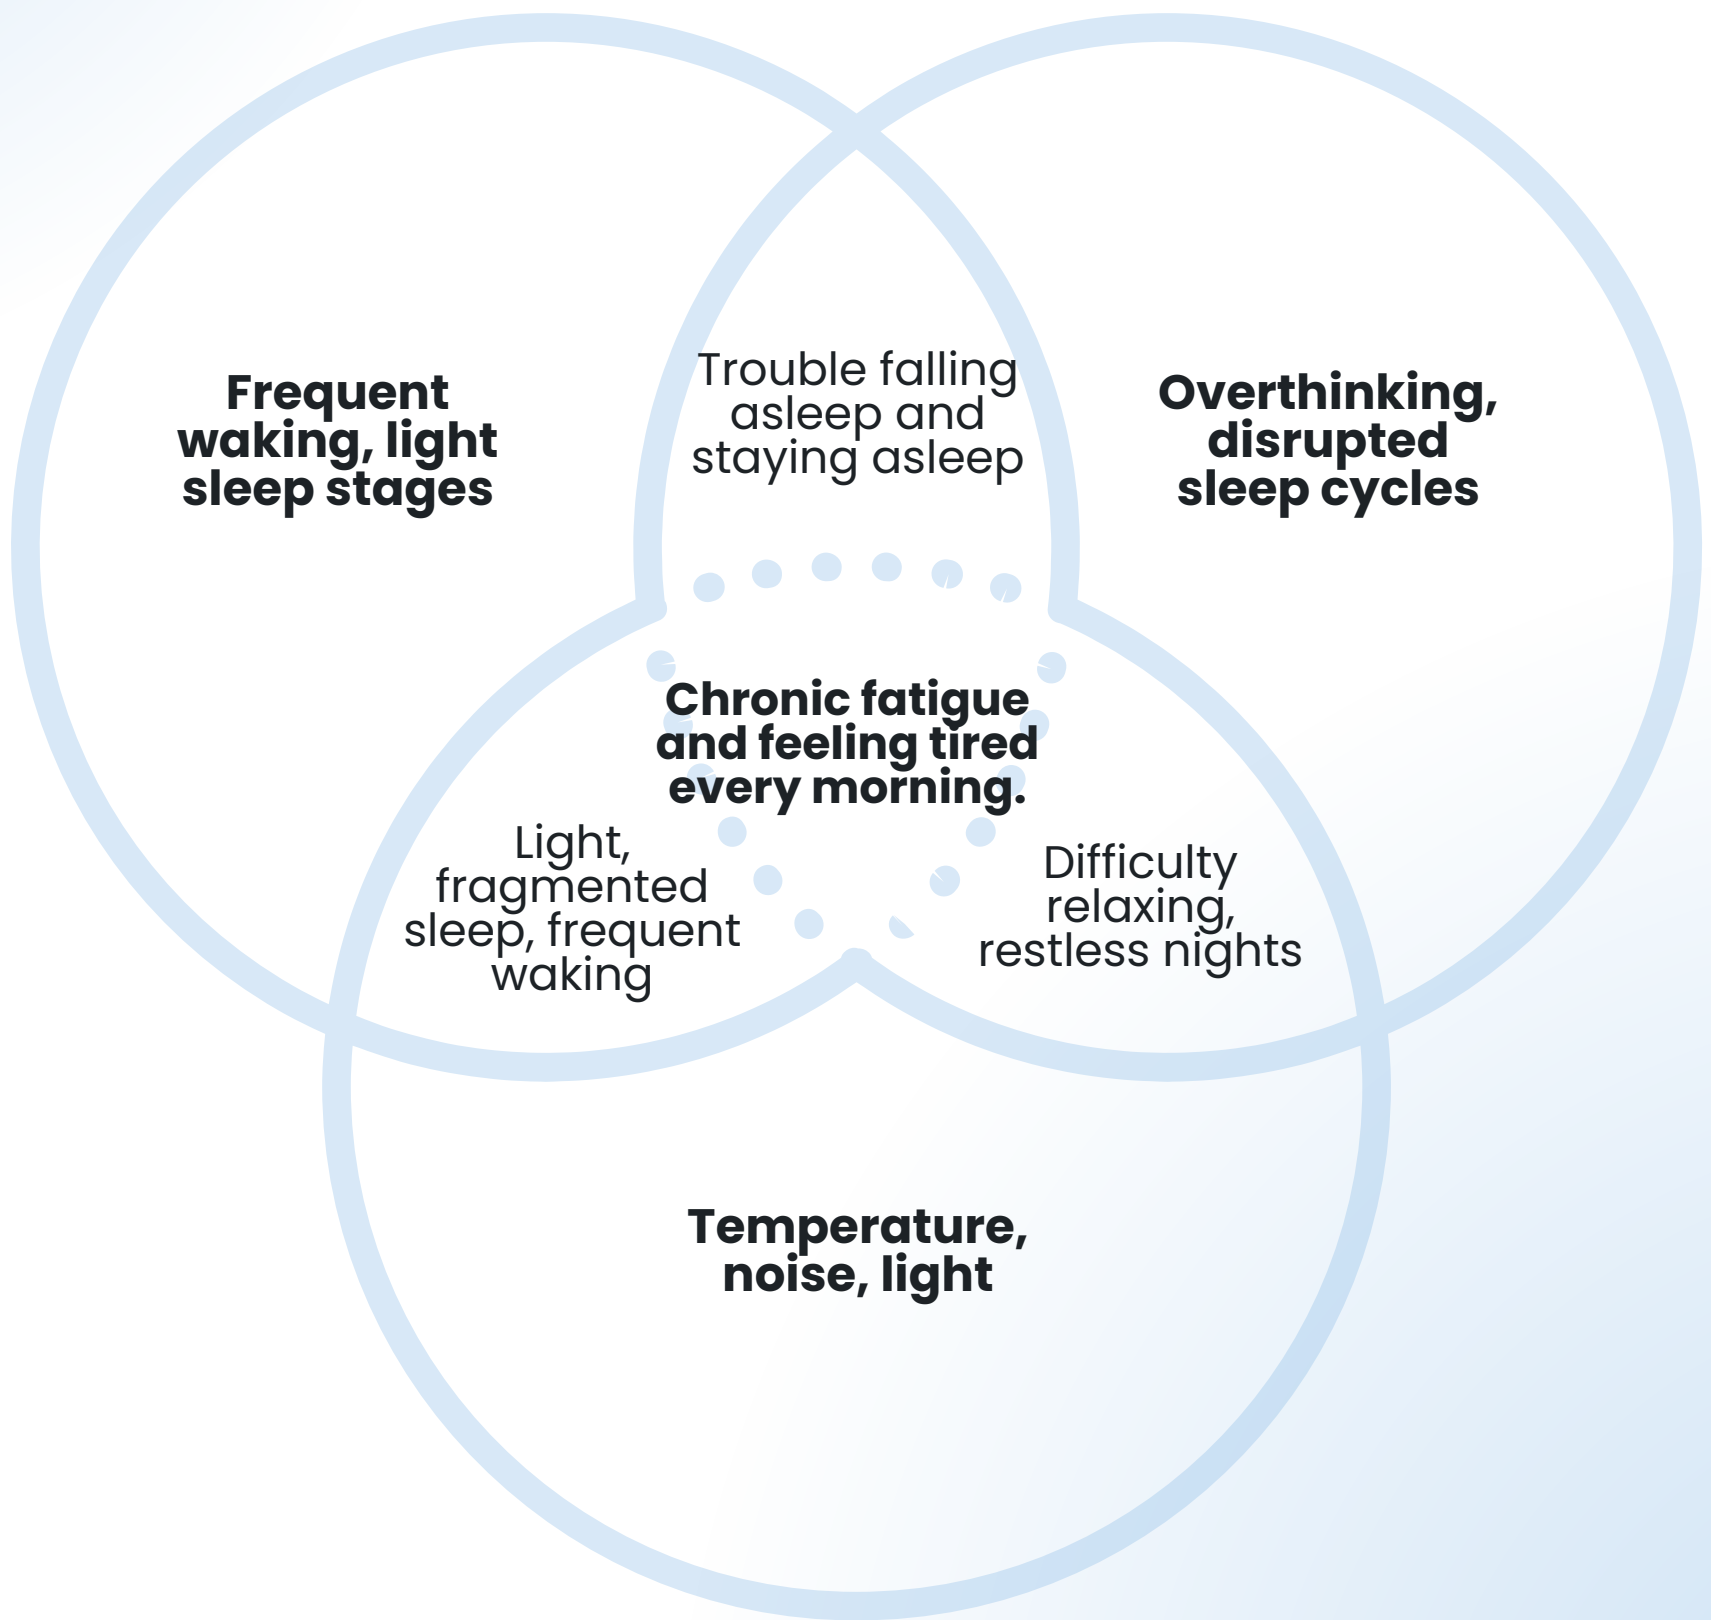 Frequent
waking, light
sleep stages
Trouble falling
asleep and
staying asleep
Overthinking,
disrupted
sleep cycles
Chronic fatigue
and feeling tired
every morning.
Light,
fragmented
sleep, frequent
waking
Difficulty
relaxing,
restless nights
Temperature,
noise, light